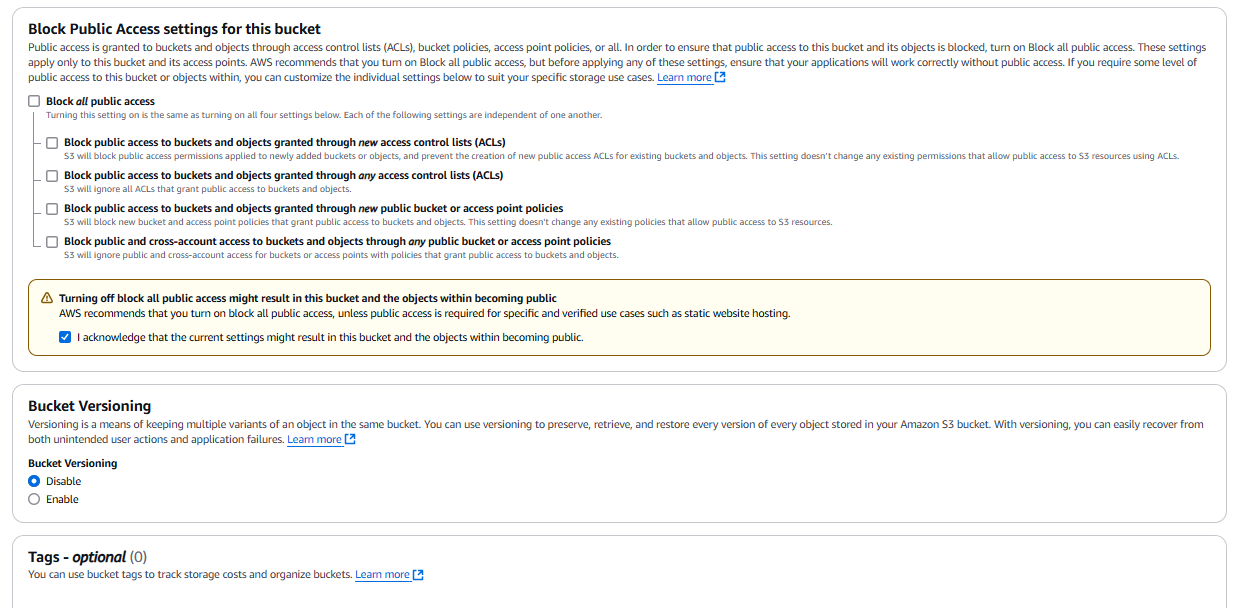 Block Public Access settings for this bucket
Public access is granted to buckets and objects through access control lists (ACLs), bucket policies, access point policies, or all. In order to ensure that public access to this bucket and its objects is blocked, turn on Block all public access. These settings
apply only to this bucket and its access points. AWS recommends that you turn on Block all public access, but before applying any of these settings, ensure that your applications will work correctly without public access. If you require some level of
public access to this bucket or objects within, you can customize the individual settings below to suit your specific storage use cases. Learn more
Block all public access
Turning this setting on is the same as turning on all four settings below. Each of the following settings are independent of one another.
Block public access to buckets and objects granted through new access control lists (ACLs)
S3 will block public access permissions applied to newly added buckets or objects, and prevent the creation of new public access ACLs for existing buckets and objects. This setting doesn't change any existing permissions that allow public access to S3 resources using ACLs.
Block public access to buckets and objects granted through any access control lists (ACLs)
S3 will ignore all ACLs that grant public access to buckets and objects.
Block public access to buckets and objects granted through new public bucket or access point policies
S3 will block new bucket and access point policies that grant public access to buckets and objects. This setting doesn't change any existing policies that allow public access to S3 resources.
Block public and cross-account access to buckets and objects through any public bucket or access point policies
S3 will ignore public and cross-account access for buckets or access points with policies that grant public access to buckets and objects.
Turning off block all public access might result in this bucket and the objects within becoming public
AWS recommends that you turn on block all public access, unless public access is required for specific and verified use cases such as static website hosting.
I acknowledge that the current settings might result in this bucket and the objects within becoming public.
Bucket Versioning
Versioning is a means of keeping multiple variants of an object in the same bucket. You can use versioning to preserve, retrieve, and restore every version of every object stored in your Amazon S3 bucket. With versioning, you can easily recover from
both unintended user actions and application failures. Learn more
Bucket Versioning
Disable
Enable
Tags - optional (0)
You can use bucket tags to track storage costs and organize buckets. Learn more